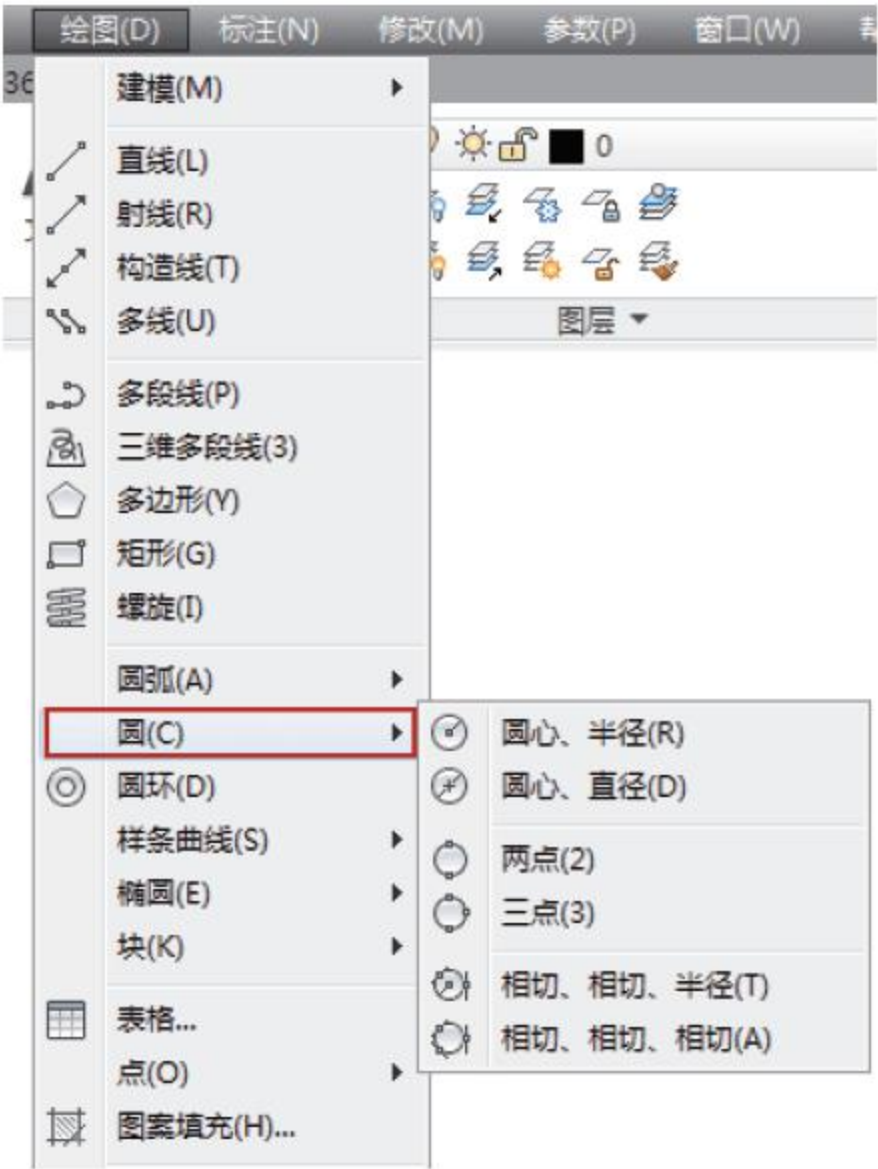 绘图(D) 标注(N) 修改(M) 参数(P) 窗口(W)
36
建模(M)
直线(L)
0
射线(R)
构造线(T)
多线(U)
图层
多段线(P)
三维多段线(3)
多边形(Y)
矩形(G)
螺旋(I)
圆弧(A)
圆(C)
圆心、半径(R)
圆环(D)
圆心、直径(D)
样条曲线(S)
两点(2)
椭圆(E)
三点(3)
块(K)
相切、相切、半径(T)
表格...
相切、相切、相切(A)
点(O)
图案填充(H)...